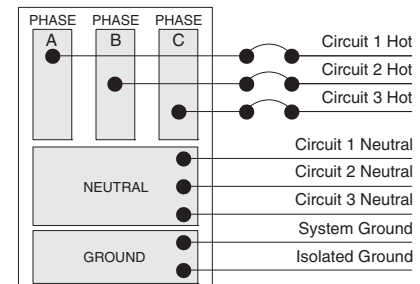 PHASE PHASE PHASE
A B C
Circuit 1 Hot
Circuit 2 Hot
Circuit 3 Hot
Circuit 1 Neutral
Circuit 2 Neutral
NEUTRAL
Circuit 3 Neutral
System Ground
GROUND
Isolated Ground